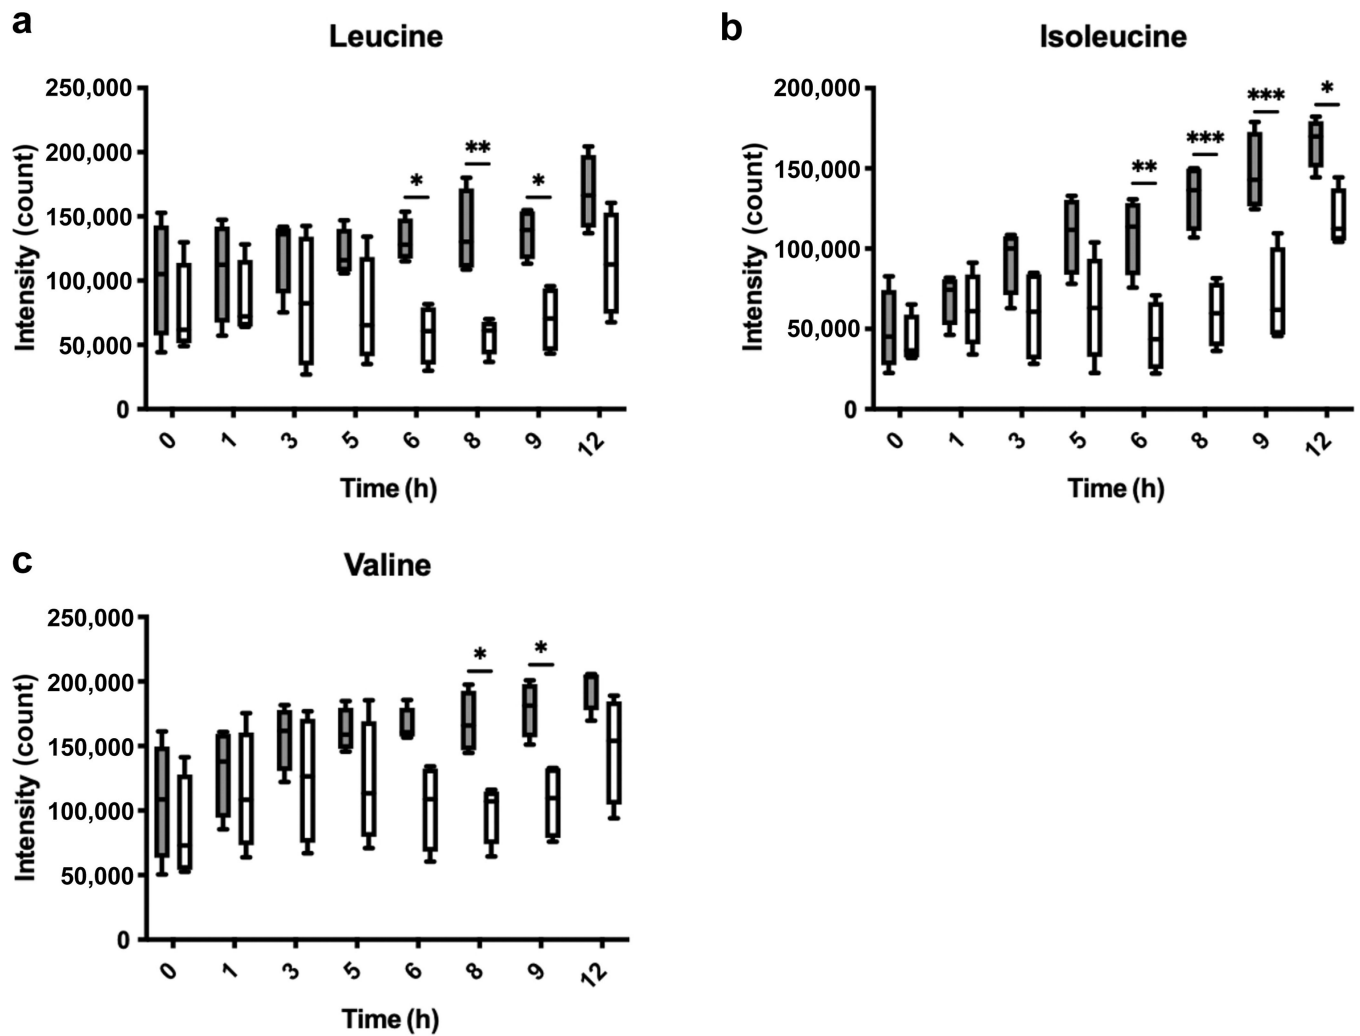 a
Leucine
250,000
200,000
150,000
100,000
50,000
0
Intensity (count)
* ** *
0 1 3 5 6 8 9 12
Time (h)
b
Isoleucine
200,000
150,000
100,000
50,000
0
Intensity (count)
** *** *** *
0 1 3 5 6 8 9 12
Time (h)
c
Valine
250,000
200,000
150,000
100,000
50,000
0
Intensity (count)
* *
0 1 3 5 6 8 9 12
Time (h)